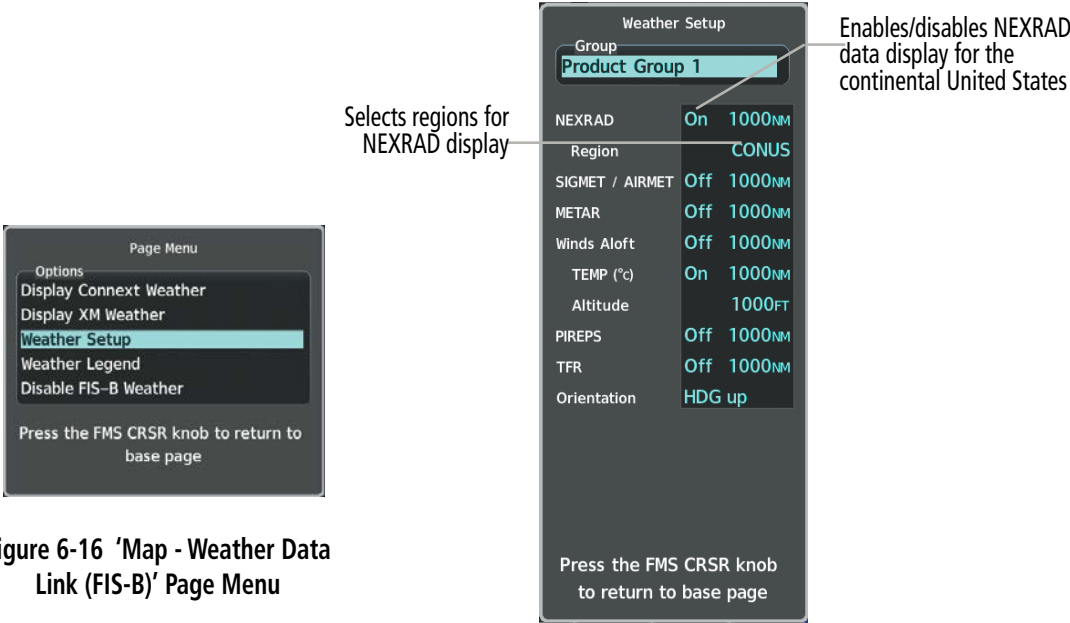 Page Menu
Options
Display Connext Weather
Display XM Weather
Weather Setup
Weather Legend
Disable FIS-B Weather
Press the FMS CRSR knob to return to
base page
igure 6-16 ‘Map - Weather Data
Link (FIS-B)’ Page Menu
Selects regions for
NEXRAD display
Weather Setup
Group
Product Group 1
NEXRAD On 1000NM
Region CONUS
SIGMET / AIRMET Off 1000NM
METAR Off 1000NM
Winds Aloft Off 1000NM
TEMP (°C) On 1000NM
Altitude 1000FT
PIREPS Off 1000NM
TFR Off 1000NM
Orientation HDG up
Press the FMS CRSR knob
to return to base page
Enables/disables NEXRAD
data display for the
continental United States